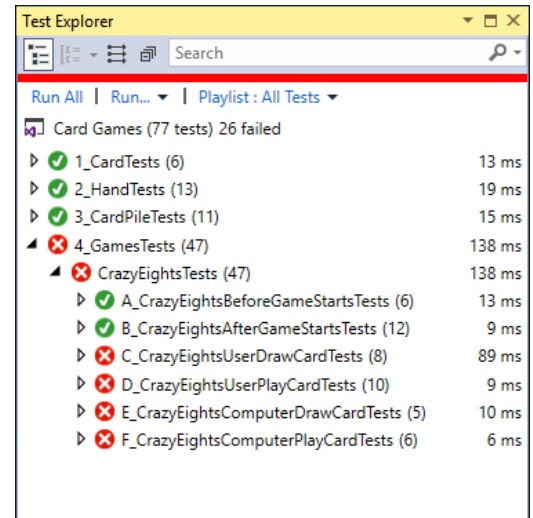 Test Explorer
Search
Run All | Run... | Playlist : All Tests
Card Games (77 tests) 26 failed
1_CardTests (6) 13 ms
2_HandTests (13) 19 ms
3_CardPileTests (11) 15 ms
4_GamesTests (47) 138 ms
CrazyEightsTests (47) 138 ms
A_CrazyEightsBeforeGameStartsTests (6) 13 ms
B_CrazyEightsAfterGameStartsTests (12) 9 ms
C_CrazyEightsUserDrawCardTests (8) 89 ms
D_CrazyEightsUserPlayCardTests (10) 9 ms
E_CrazyEightsComputerDrawCardTests (5) 10 ms
F_CrazyEightsComputerPlayCardTests (6) 6 ms